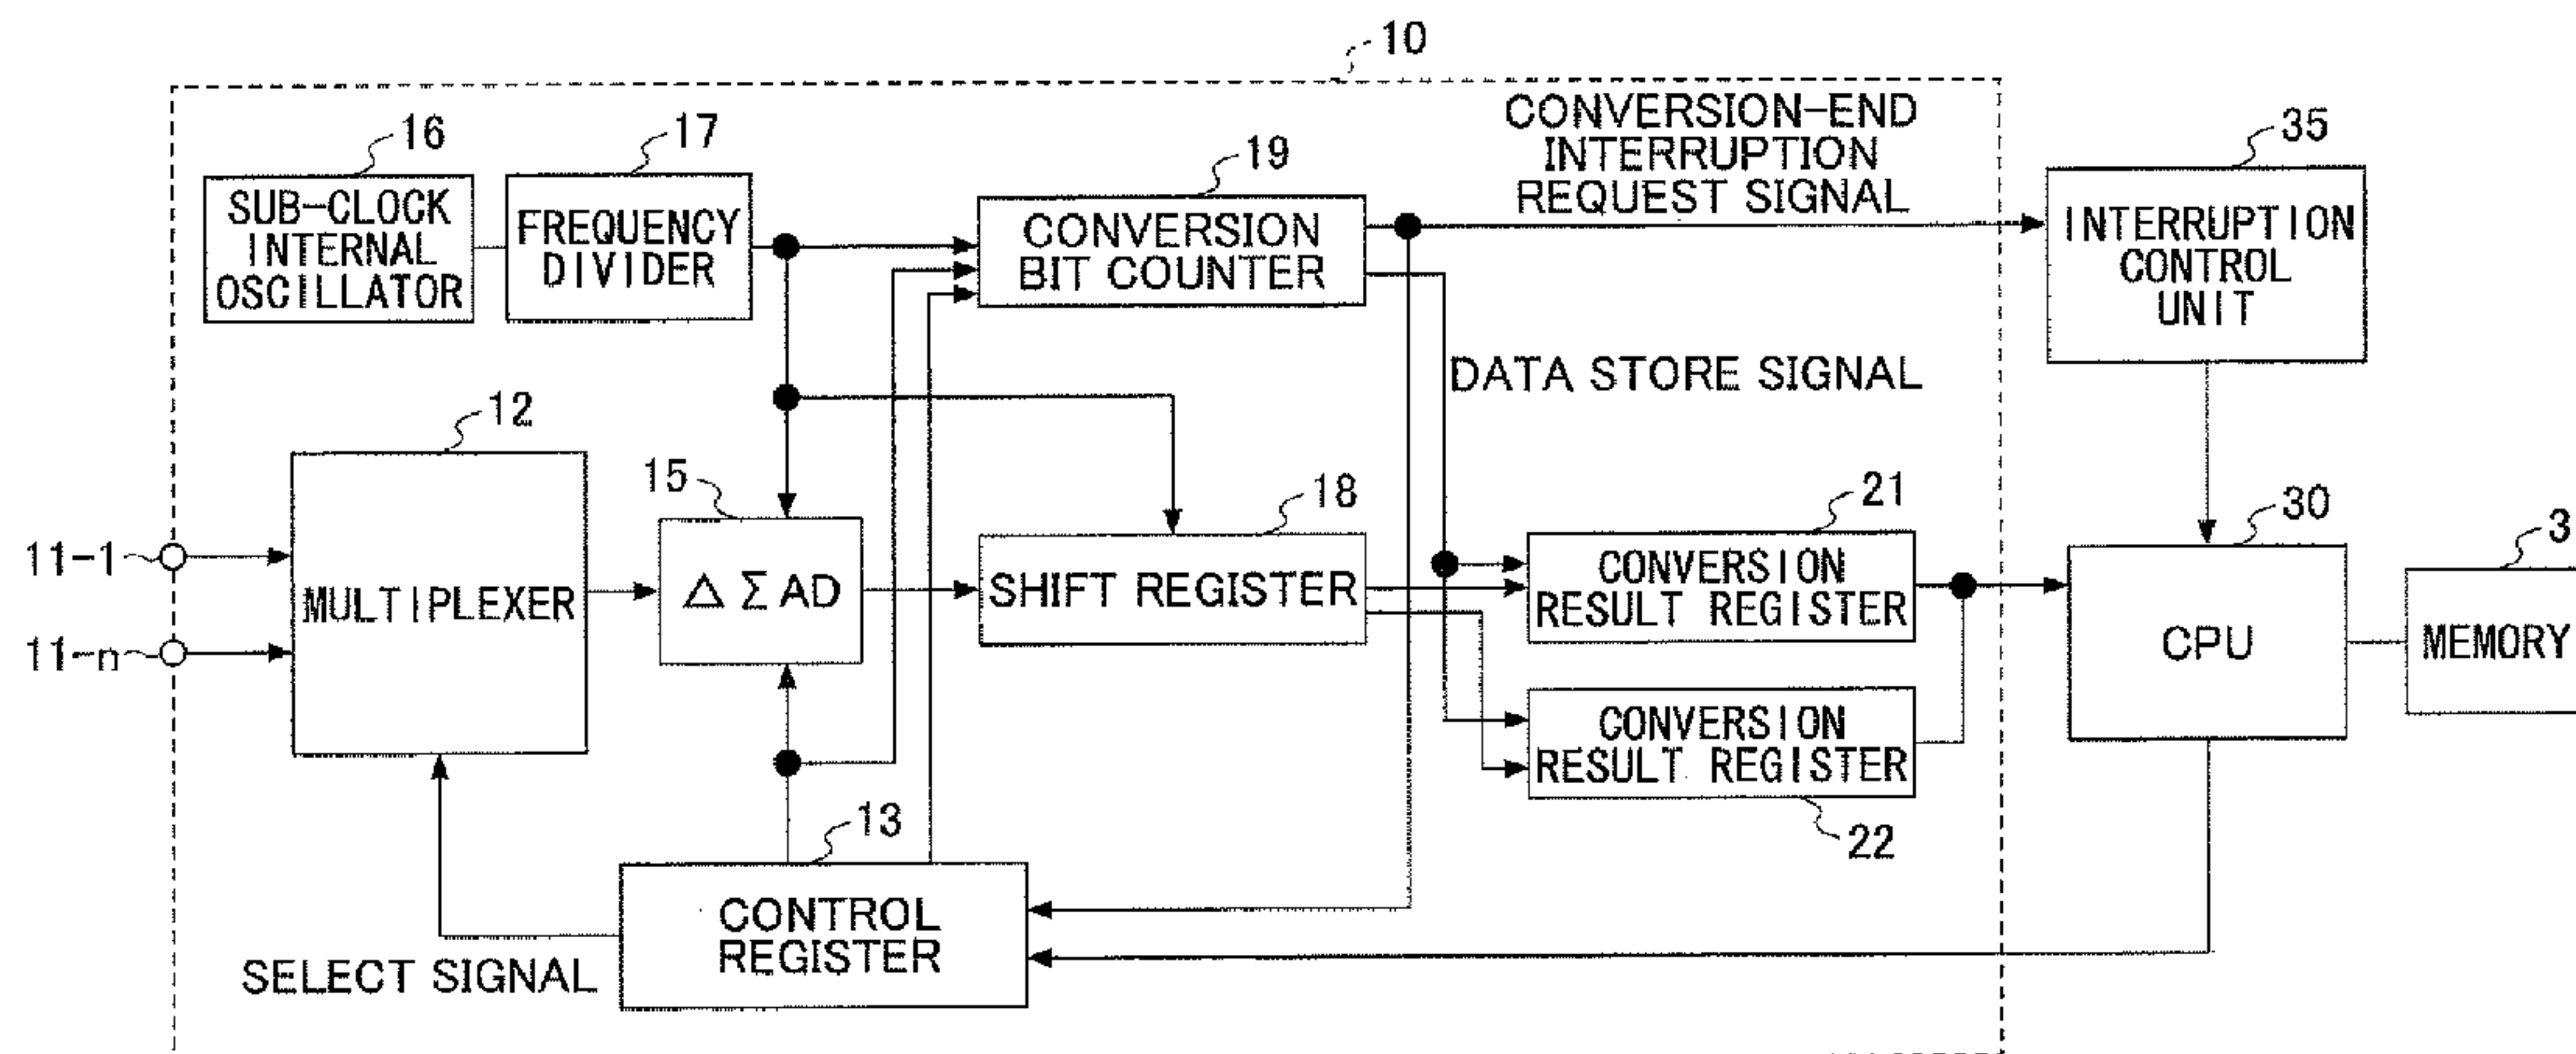 10
CONVERSION-END
INTERRUPTION
REQUEST SIGNAL
16
17
19
35
SUB-CLOCK
INTERNAL
OSCILLATOR
FREQUENCY
DIVIDER
CONVERSION
BIT COUNTER
INTERRUPTION
CONTROL
UNIT
DATA STORE SIGNAL
12
15
18
21
30
3
11-1
11-n
MULTIPLEXER
Δ Σ AD
SHIFT REGISTER
CONVERSION
RESULT REGISTER
CPU
MEMORY
CONVERSION
RESULT REGISTER
22
13
CONTROL
REGISTER
SELECT SIGNAL